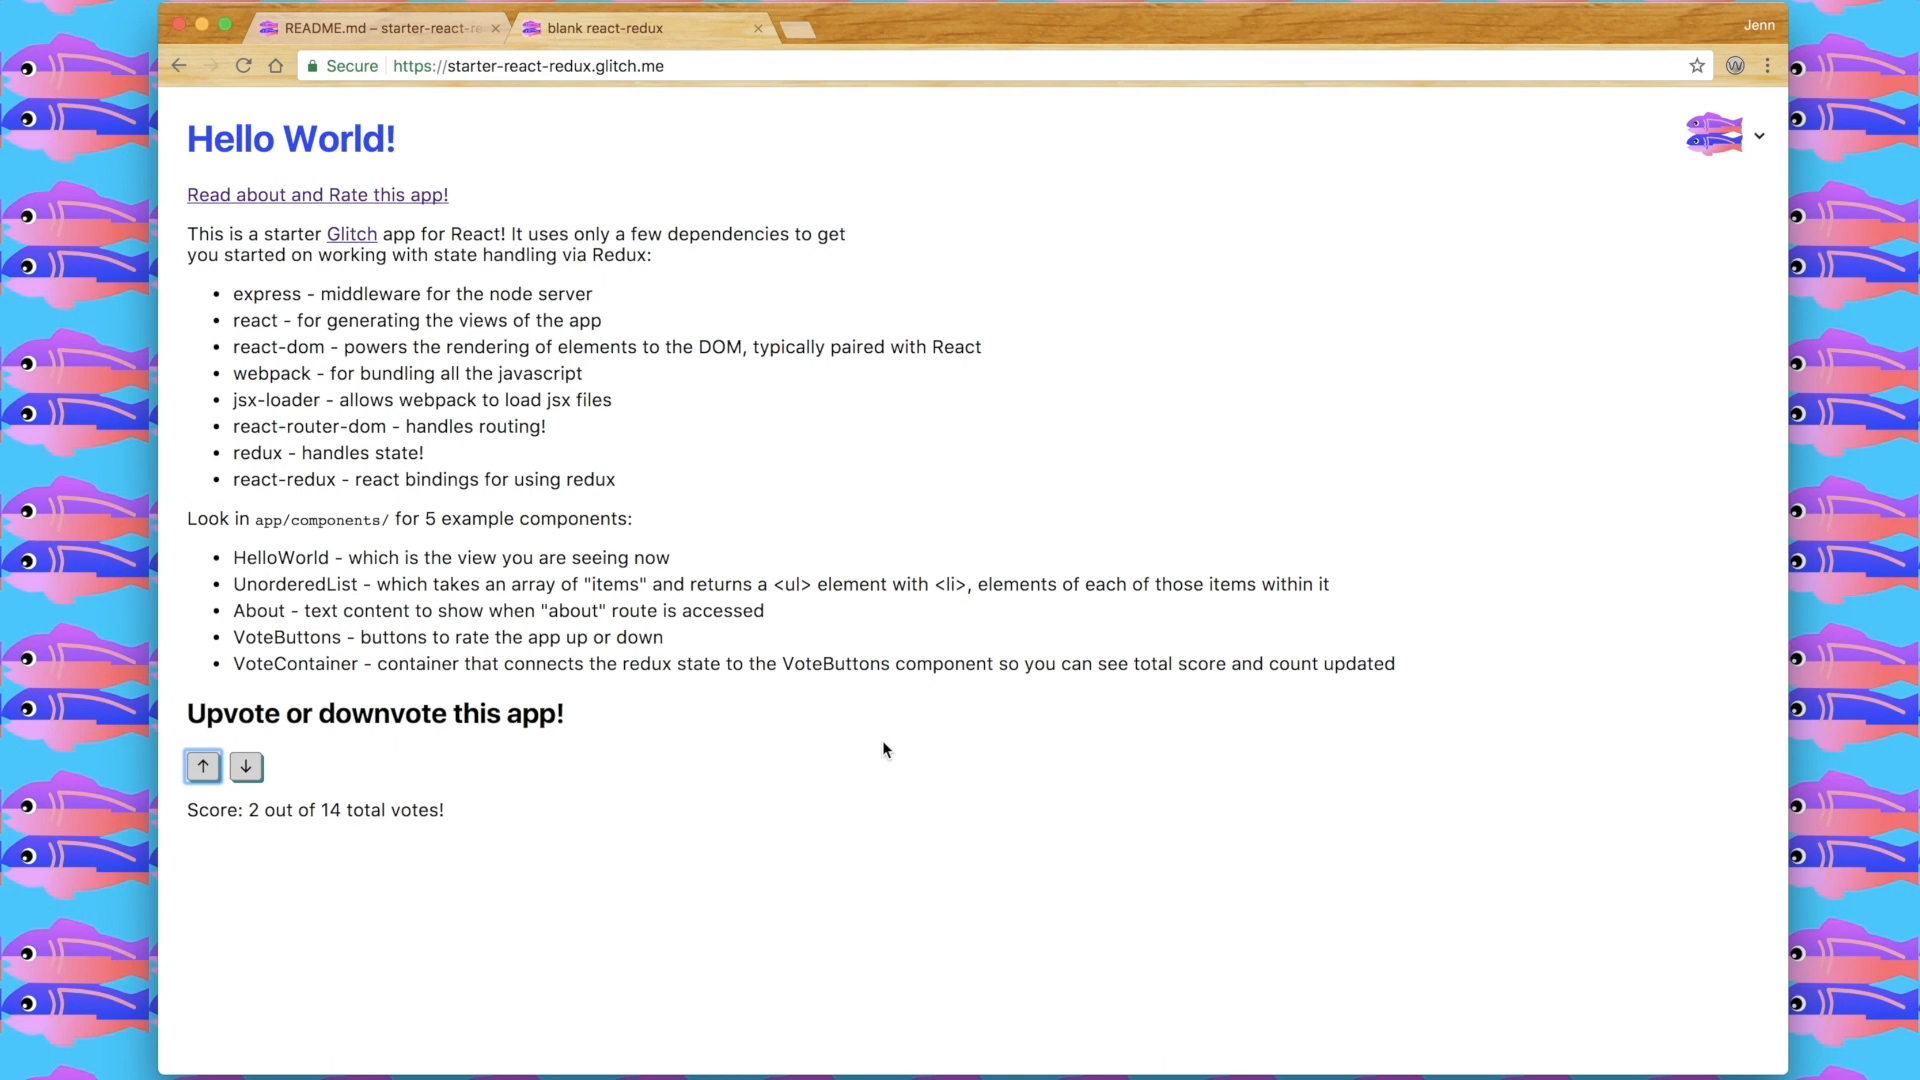 README.md – starter-react-re
blank react-redux
Jenn
Secure
https://starter-react-redux.glitch.me
Hello World!
Read about and Rate this app!
This is a starter Glitch app for React! It uses only a few dependencies to get
you started on working with state handling via Redux:
• express - middleware for the node server
• react - for generating the views of the app
• react-dom - powers the rendering of elements to the DOM, typically paired with React
• webpack - for bundling all the javascript
• jsx-loader - allows webpack to load jsx files
• react-router-dom - handles routing!
• redux - handles state!
• react-redux - react bindings for using redux
Look in app/components/ for 5 example components:
• HelloWorld - which is the view you are seeing now
• UnorderedList - which takes an array of "items" and returns a <ul> element with <li>, elements of each of those items within it
• About - text content to show when "about" route is accessed
• VoteButtons - buttons to rate the app up or down
• VoteContainer - container that connects the redux state to the VoteButtons component so you can see total score and count updated
Upvote or downvote this app!
↑ ↓
Score: 2 out of 14 total votes!